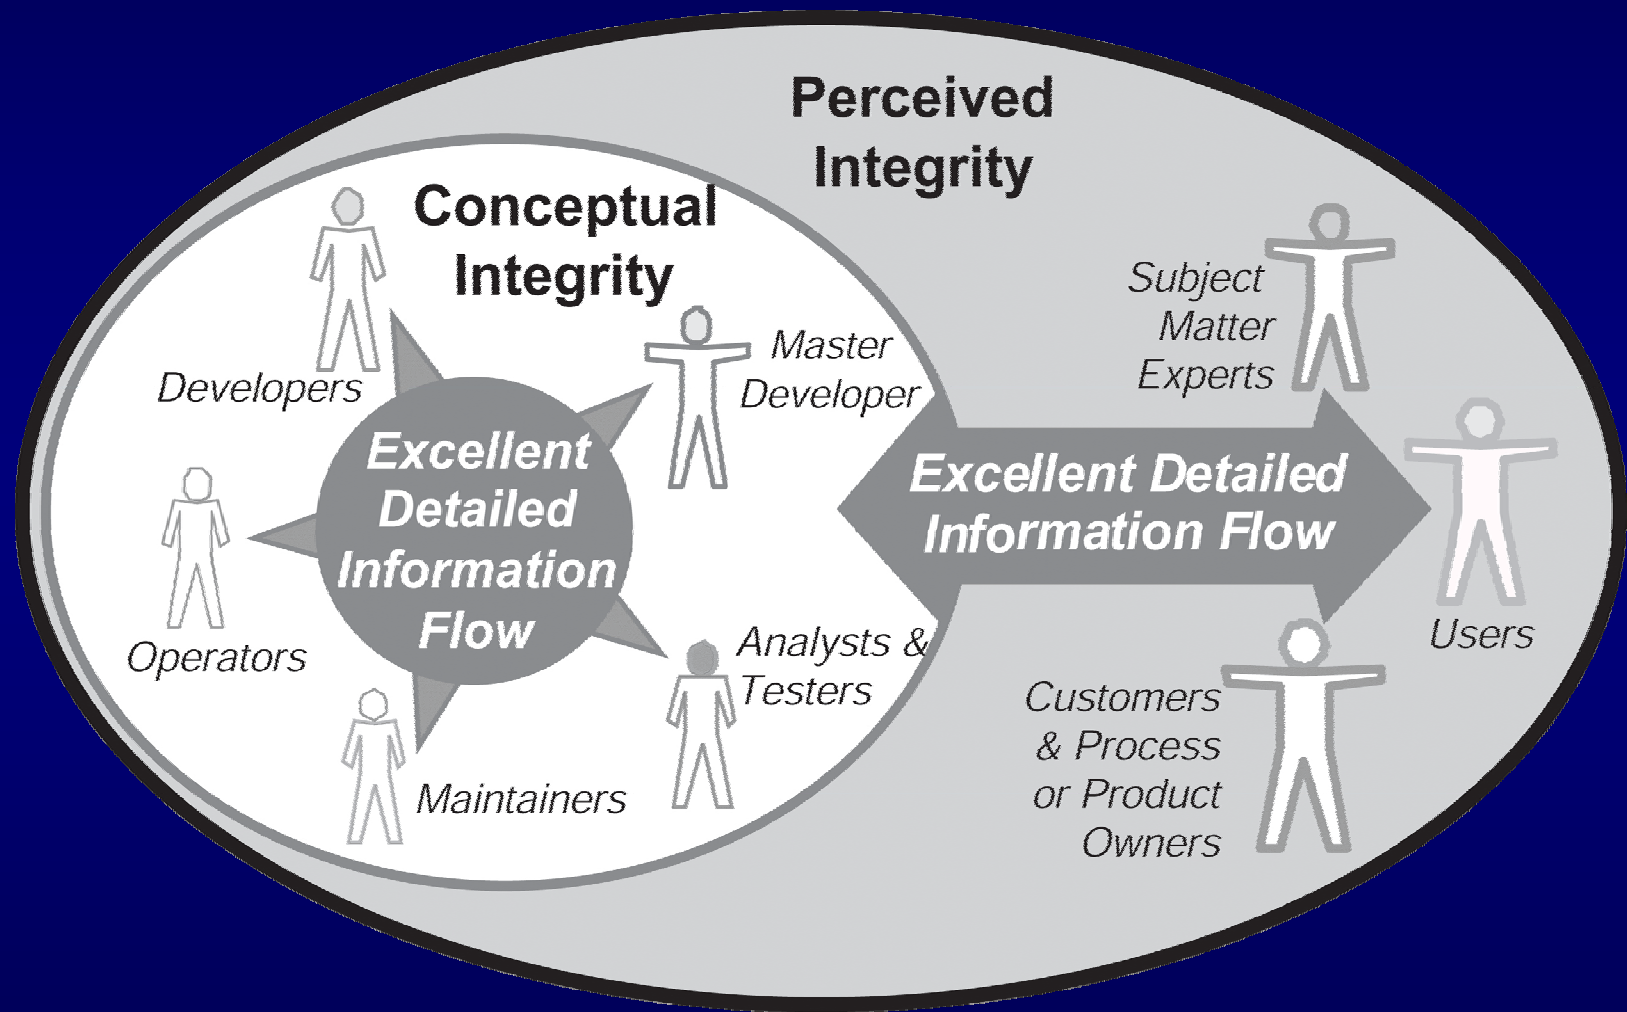 Perceived
Integrity
Conceptual
Integrity
Developers
Master
Developer
Excellent
Detailed
Information
Flow
Operators
Maintainers
Analysts &
Testers
Excellent Detailed
Information Flow
Subject
Matter
Experts
Users
Customers
& Process
or Product
Owners